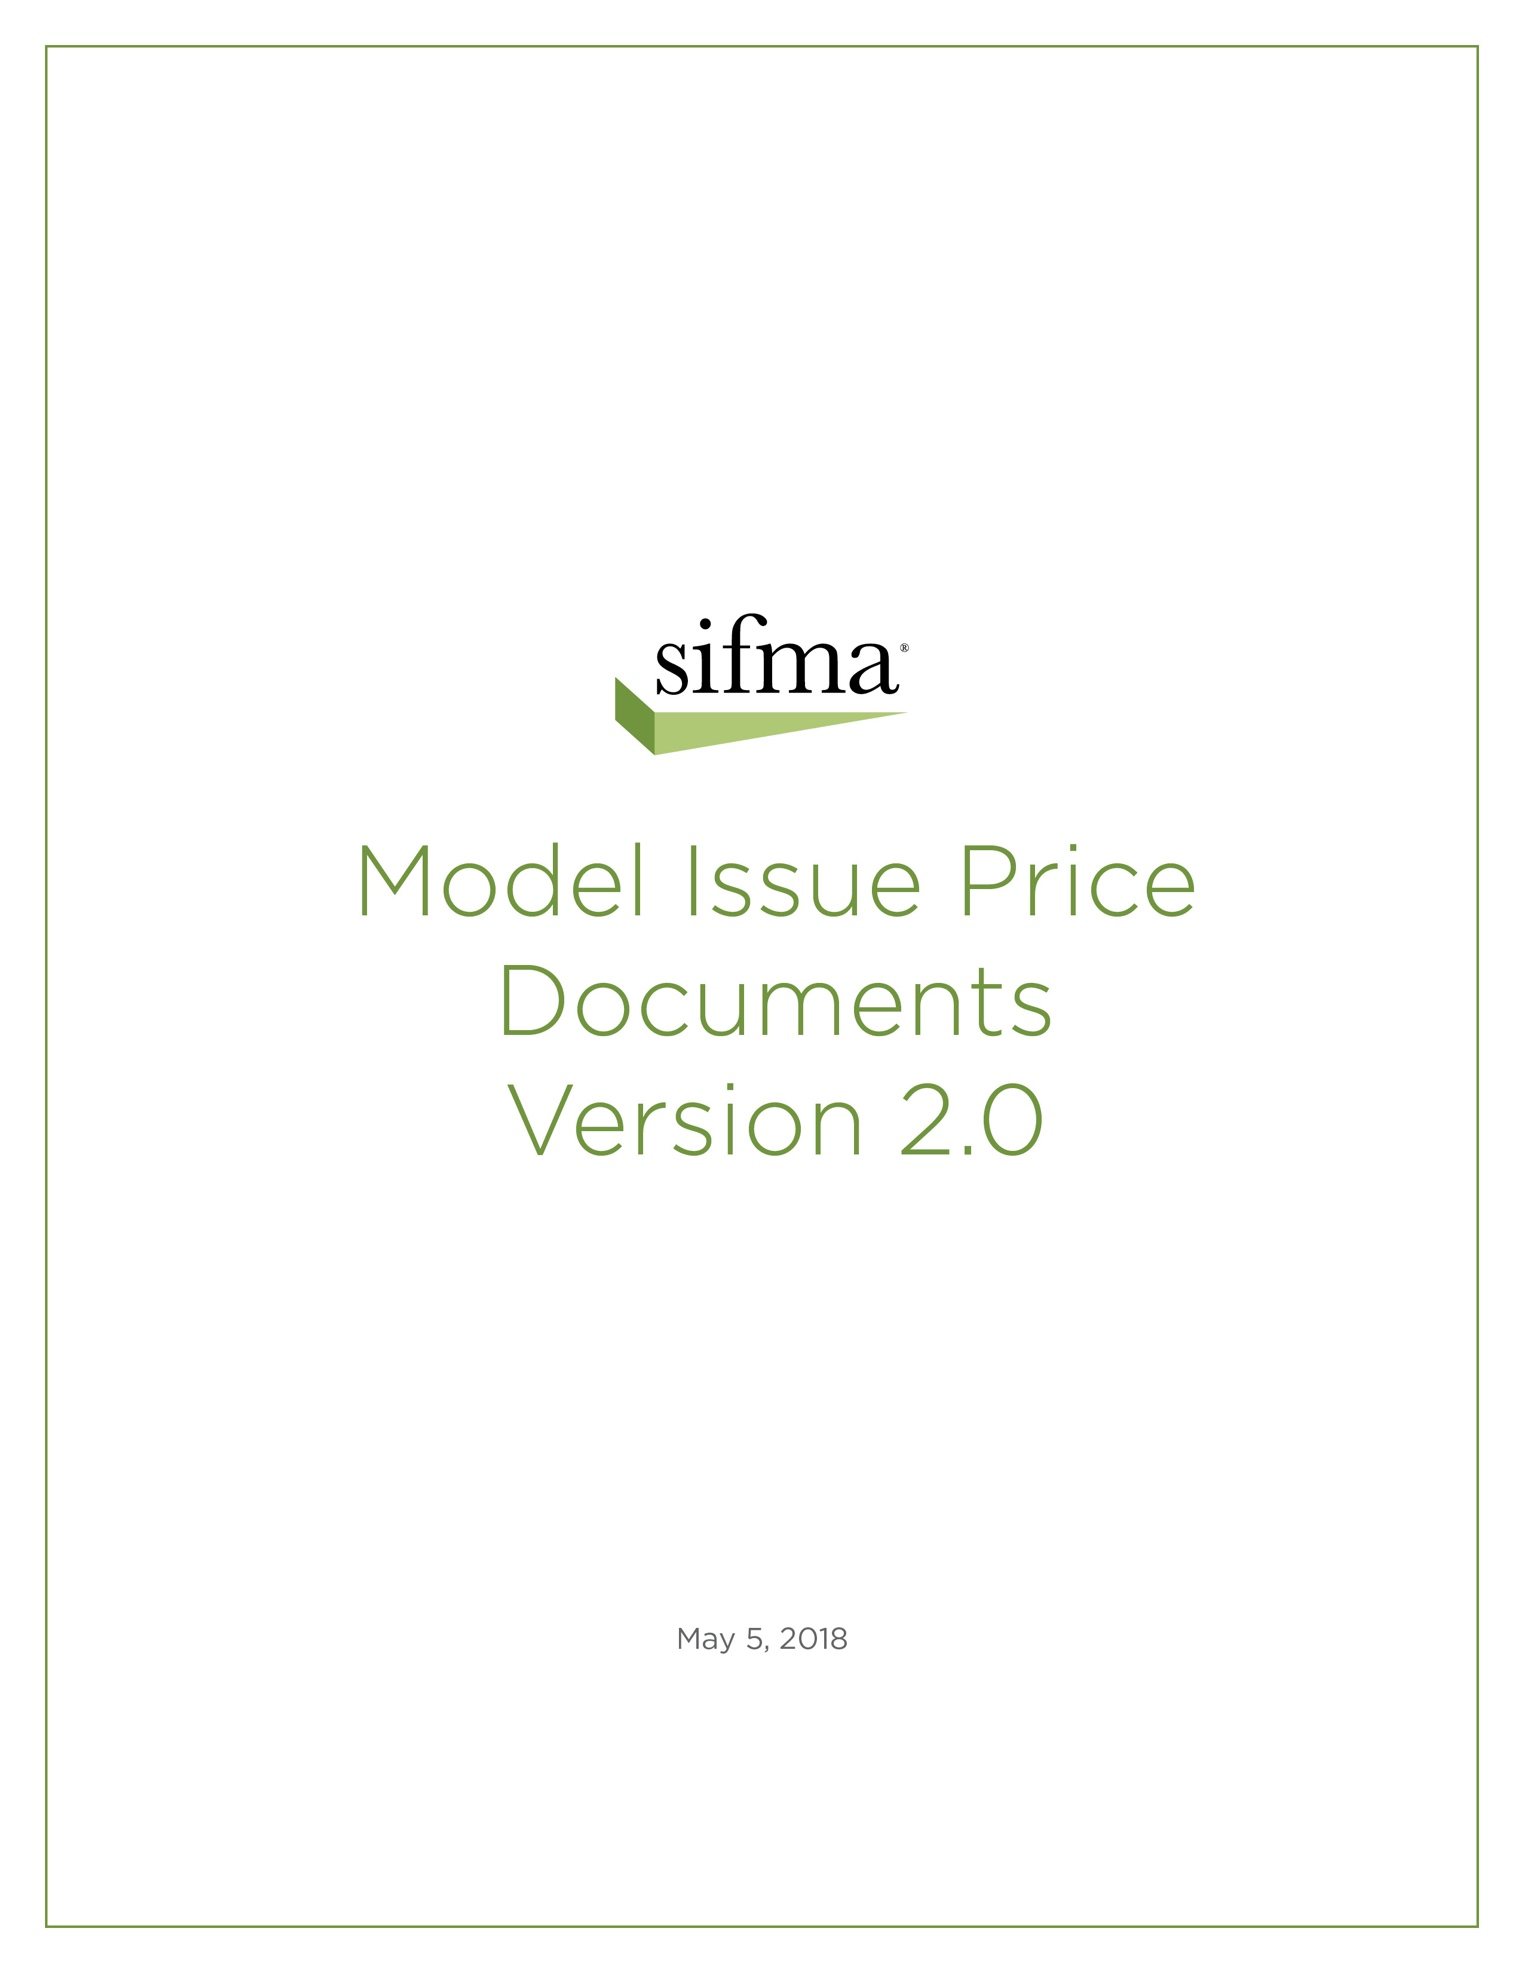 sifma®
Model Issue Price
Documents
Version 2.0
May 5, 2018